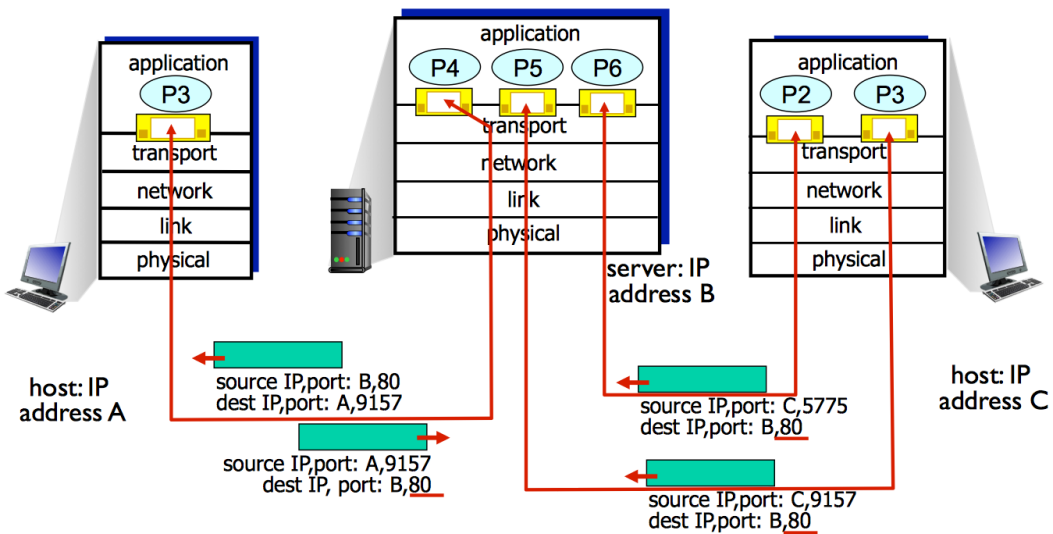 application
P3
transport
network
link
physical
host: IP
address A
application
P4 P5 P6
transport
network
link
physical
server: IP
address B
application
P2 P3
transport
network
link
physical
host: IP
address C
source IP,port: B,80
dest IP,port: A,9157
source IP,port: A,9157
dest IP, port: B,80
source IP,port: C,5775
dest IP,port: B,80
source IP,port: C,9157
dest IP,port: B,80